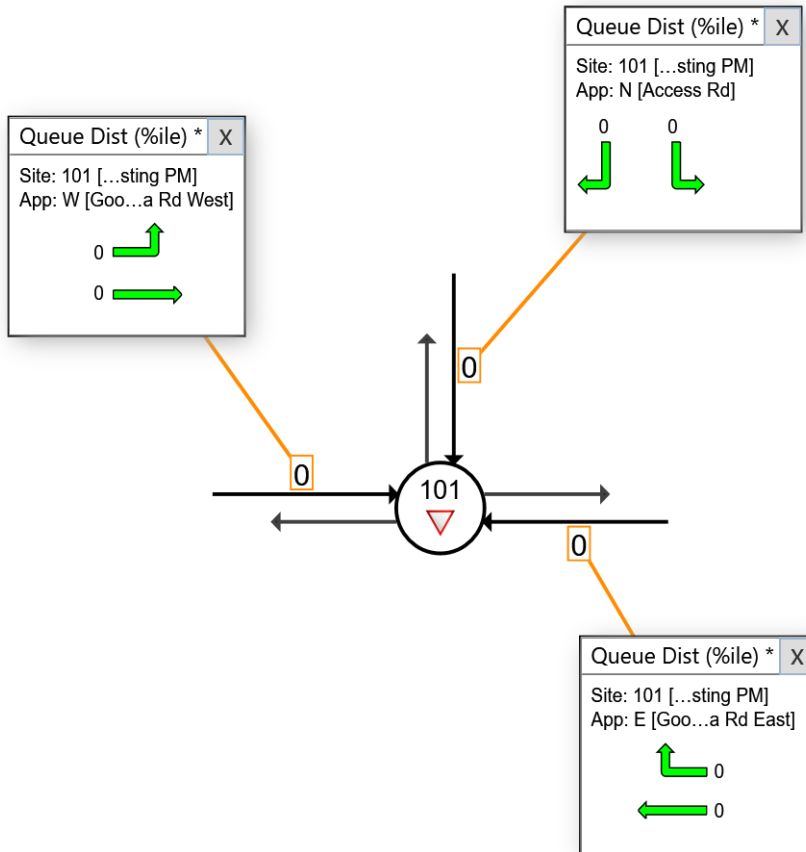 Queue Dist (%ile) * X
Site: 101 [...sting PM]
App: N [Access Rd]
0 0
Queue Dist (%ile) * X
Site: 101 [...sting PM]
App: W [Goo...a Rd West]
0
0
0
0
101
0
Queue Dist (%ile) * X
Site: 101 [...sting PM]
App: E [Goo...a Rd East]
0
0